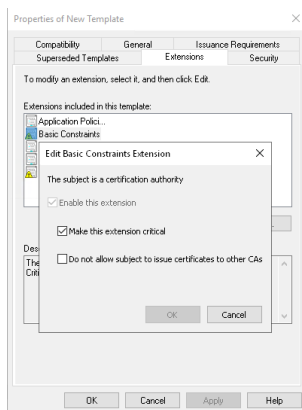 Properties of New Template
Compatibility General Issuance Requirements
Superseded Templates Extensions Security
To modify an extension, select it, and then click Edit.
Extensions included in this template:
Application Polici...
Basic Constraints
Edit Basic Constraints Extension
The subject is a certification authority
Enable this extension
Make this extension critical
Do not allow subject to issue certificates to other CAs
Des
The
Criti
OK Cancel
OK Cancel Apply Help